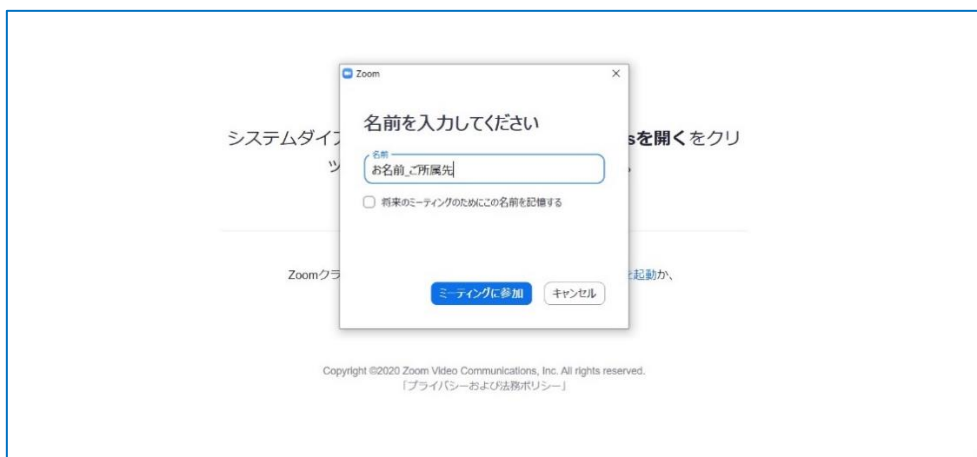 Zoom
名前を入力してください
システムダイ
sを開くをクリ
名前
お名前_ご所属先
ッ
将来のミーティングのためにこの名前を記憶する
Zoomクラ
を起動か、
ミーティングに参加
キャンセル
Copyright ©2020 Zoom Video Communications, Inc. All rights reserved.
「プライバシーおよび法務ポリシー」